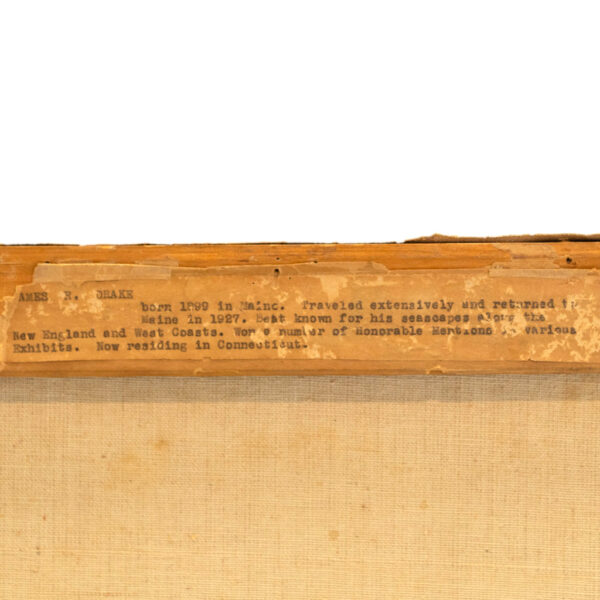 AMES E. DRAKE
born 1899 in Maine. Traveled extensively and returned to
Maine in 1927. Best known for his seascapes along the
New England and West Coasts. Won a number of Honorable Mentions in various
Exhibits. Now residing in Connecticut.